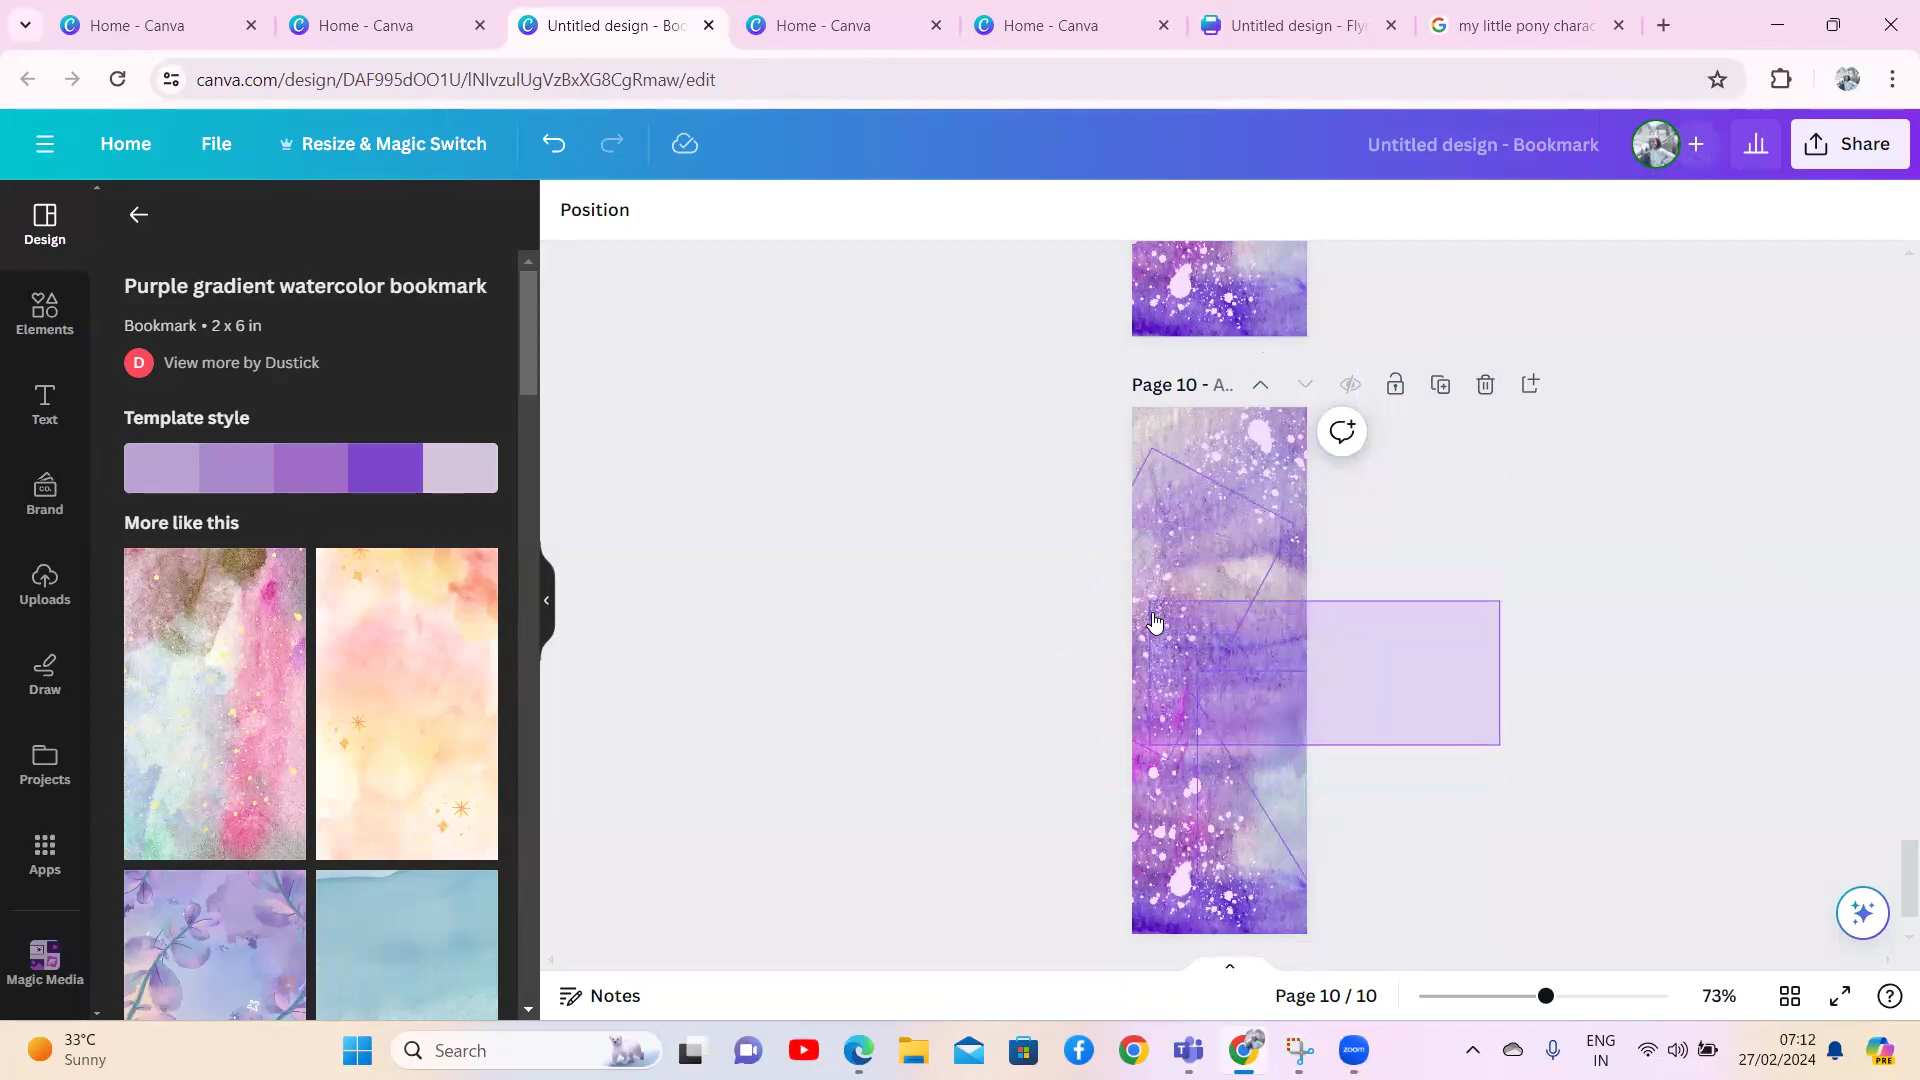 Home - Canva
Home - Canva
Untitled design - Boo
Home - Canva
Home - Canva
Untitled design - Flye
my little pony charac
canva.com/design/DAF995dOO1U/lNIvzulUgVzBxXG8CgRmaw/edit
Home
File
Resize & Magic Switch
Untitled design - Bookmark
Share
Design
Elements
Text
CO.
Brand
Uploads
Draw
Projects
Apps
Magic Media
Purple gradient watercolor bookmark
Bookmark • 2 x 6 in
D
View more by Dustick
Template style
More like this
Position
Page 10 - A..
Notes
Page 10 / 10
73%
33°C
Sunny
Search
zoom
ENG
IN
07:12
27/02/2024
PRE